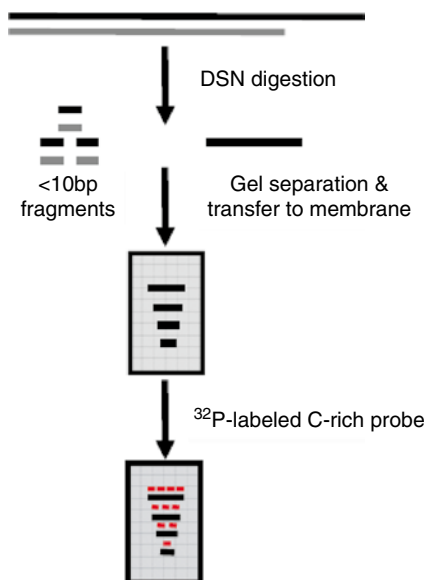 DSN digestion
<10bp
fragments
Gel separation &
transfer to membrane
³²P-labeled C-rich probe